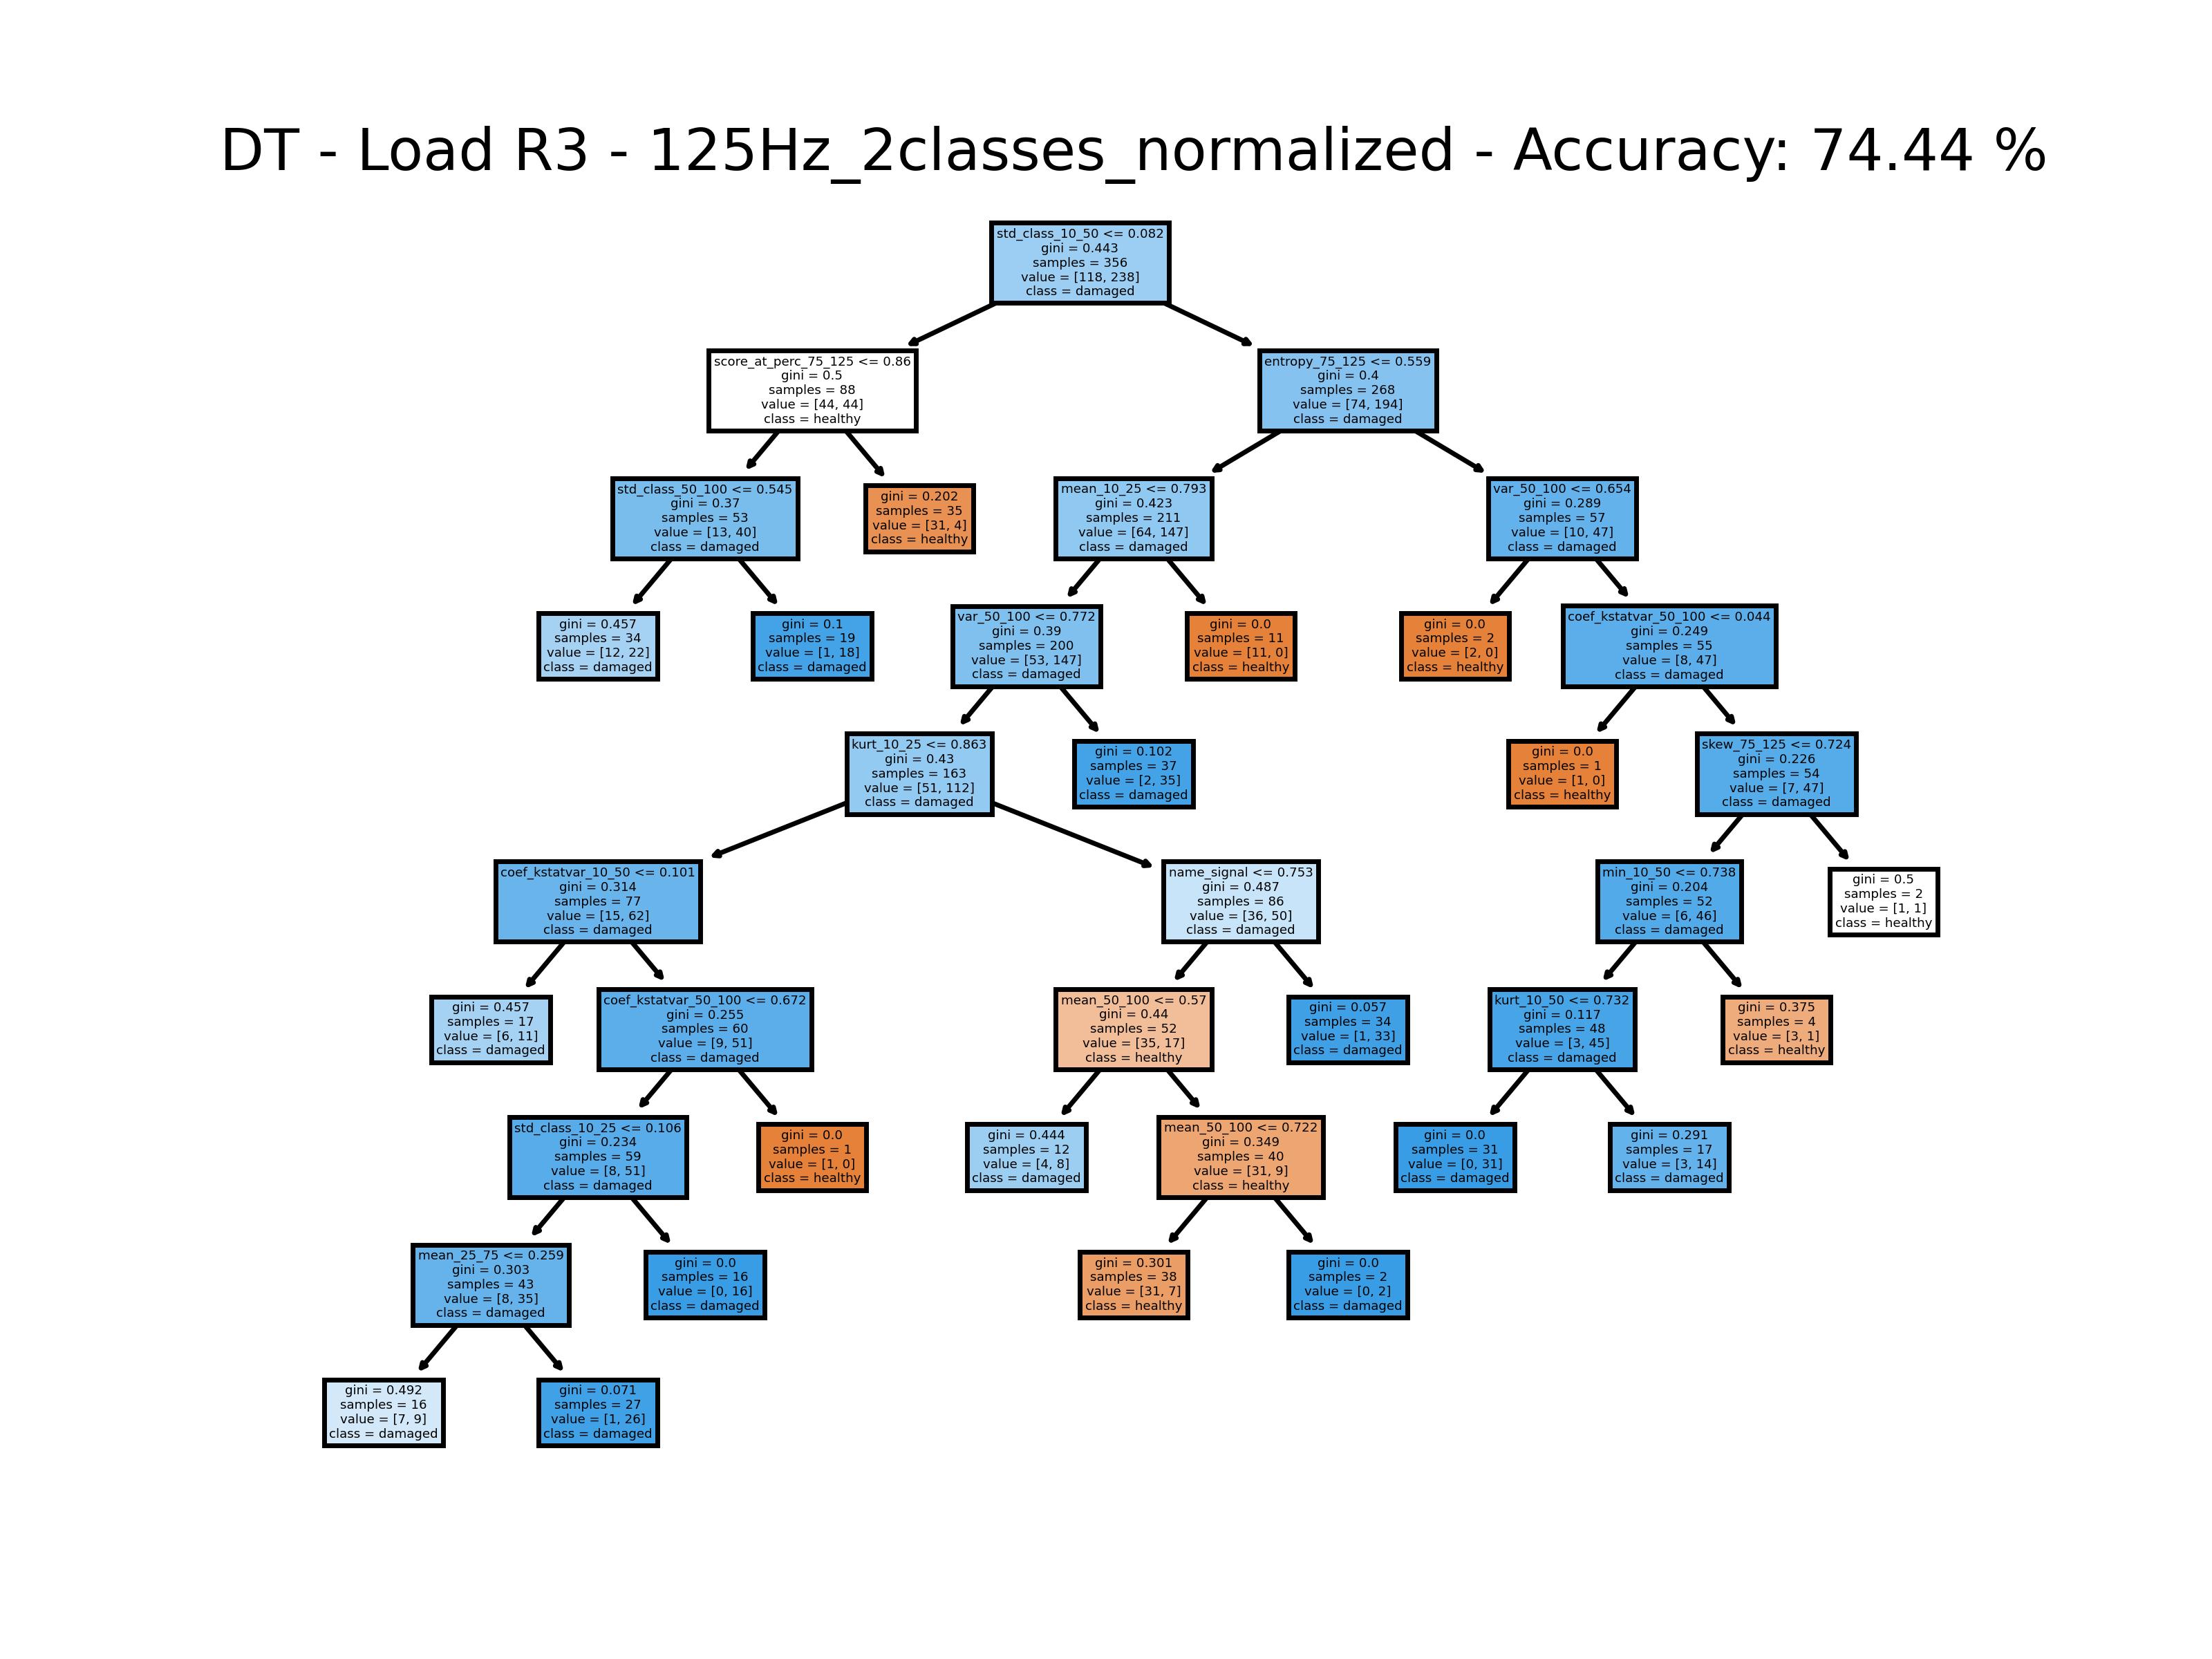 DT - Load R3 - 125Hz_2classes_normalized - Accuracy: 74.44 %
std_class_10_50 <= 0.082
gini = 0.443
samples = 356
value = [118, 238]
class = damaged
score_at_perc_75_125 <= 0.86
gini = 0.5
samples = 88
value = [44, 44]
class = healthy
entropy_75_125 <= 0.559
gini = 0.4
samples = 268
value = [74, 194]
class = damaged
std_class_50_100 <= 0.545
gini = 0.37
samples = 53
value = [13, 40]
class = damaged
gini = 0.202
samples = 35
value = [31, 4]
class = healthy
mean_10_25 <= 0.793
gini = 0.423
samples = 211
value = [64, 147]
class = damaged
var_50_100 <= 0.654
gini = 0.289
samples = 57
value = [10, 47]
class = damaged
gini = 0.457
samples = 34
value = [12, 22]
class = damaged
gini = 0.1
samples = 19
value = [1, 18]
class = damaged
var_50_100 <= 0.772
gini = 0.39
samples = 200
value = [53, 147]
class = damaged
gini = 0.0
samples = 11
value = [11, 0]
class = healthy
gini = 0.0
samples = 2
value = [2, 0]
class = healthy
coef_kstatvar_50_100 <= 0.044
gini = 0.249
samples = 55
value = [8, 47]
class = damaged
kurt_10_25 <= 0.863
gini = 0.43
samples = 163
value = [51, 112]
class = damaged
gini = 0.102
samples = 37
value = [2, 35]
class = damaged
gini = 0.0
samples = 1
value = [1, 0]
class = healthy
skew_75_125 <= 0.724
gini = 0.226
samples = 54
value = [7, 47]
class = damaged
coef_kstatvar_10_50 <= 0.101
gini = 0.314
samples = 77
value = [15, 62]
class = damaged
name_signal <= 0.753
gini = 0.487
samples = 86
value = [36, 50]
class = damaged
min_10_50 <= 0.738
gini = 0.204
samples = 52
value = [6, 46]
class = damaged
gini = 0.5
samples = 2
value = [1, 1]
class = healthy
gini = 0.457
samples = 17
value = [6, 11]
class = damaged
coef_kstatvar_50_100 <= 0.672
gini = 0.255
samples = 60
value = [9, 51]
class = damaged
mean_50_100 <= 0.57
gini = 0.44
samples = 52
value = [35, 17]
class = healthy
gini = 0.057
samples = 34
value = [1, 33]
class = damaged
kurt_10_50 <= 0.732
gini = 0.117
samples = 48
value = [3, 45]
class = damaged
gini = 0.375
samples = 4
value = [3, 1]
class = healthy
std_class_10_25 <= 0.106
gini = 0.234
samples = 59
value = [8, 51]
class = damaged
gini = 0.0
samples = 1
value = [1, 0]
class = healthy
gini = 0.444
samples = 12
value = [4, 8]
class = damaged
mean_50_100 <= 0.722
gini = 0.349
samples = 40
value = [31, 9]
class = healthy
gini = 0.0
samples = 31
value = [0, 31]
class = damaged
gini = 0.291
samples = 17
value = [3, 14]
class = damaged
mean_25_75 <= 0.259
gini = 0.303
samples = 43
value = [8, 35]
class = damaged
gini = 0.0
samples = 16
value = [0, 16]
class = damaged
gini = 0.301
samples = 38
value = [31, 7]
class = healthy
gini = 0.0
samples = 2
value = [0, 2]
class = damaged
gini = 0.492
samples = 16
value = [7, 9]
class = damaged
gini = 0.071
samples = 27
value = [1, 26]
class = damaged